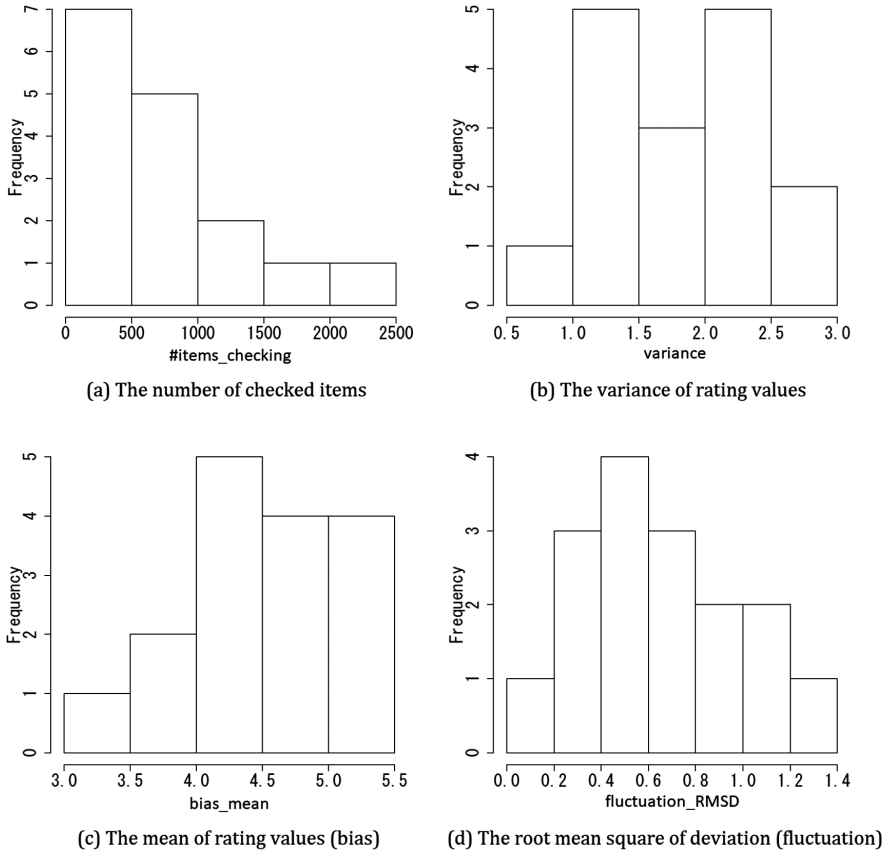 Frequency
7
6
5
4
3
2
1
0
0 500 1000 1500 2000 2500
#items_checking
(a) The number of checked items
Frequency
5
4
3
2
1
0
0.5 1.0 1.5 2.0 2.5 3.0
variance
(b) The variance of rating values
Frequency
5
4
3
2
1
0
3.0 3.5 4.0 4.5 5.0 5.5
bias_mean
(c) The mean of rating values (bias)
Frequency
4
3
2
1
0
0.0 0.2 0.4 0.6 0.8 1.0 1.2 1.4
fluctuation_RMSD
(d) The root mean square of deviation (fluctuation)